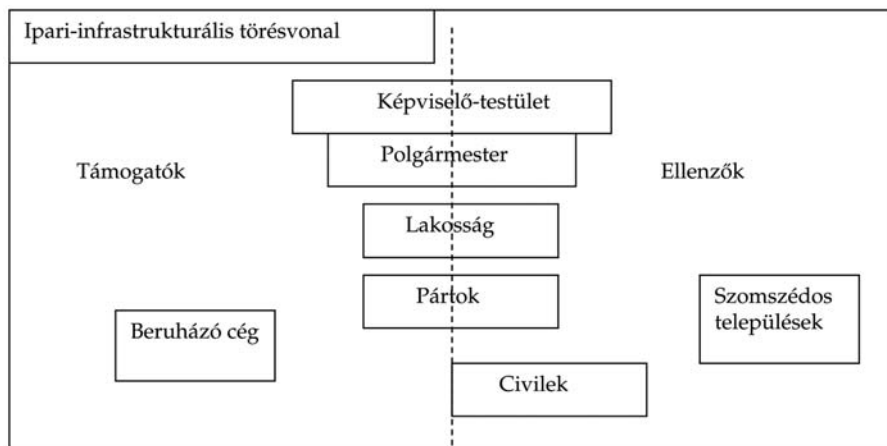 Ipari-infrastrukturális törésvonal
Képviselő-testület
Polgármester
Támogatók
Ellenzők
Lakosság
Pártok
Szomszédos
települések
Beruházó cég
Civilek